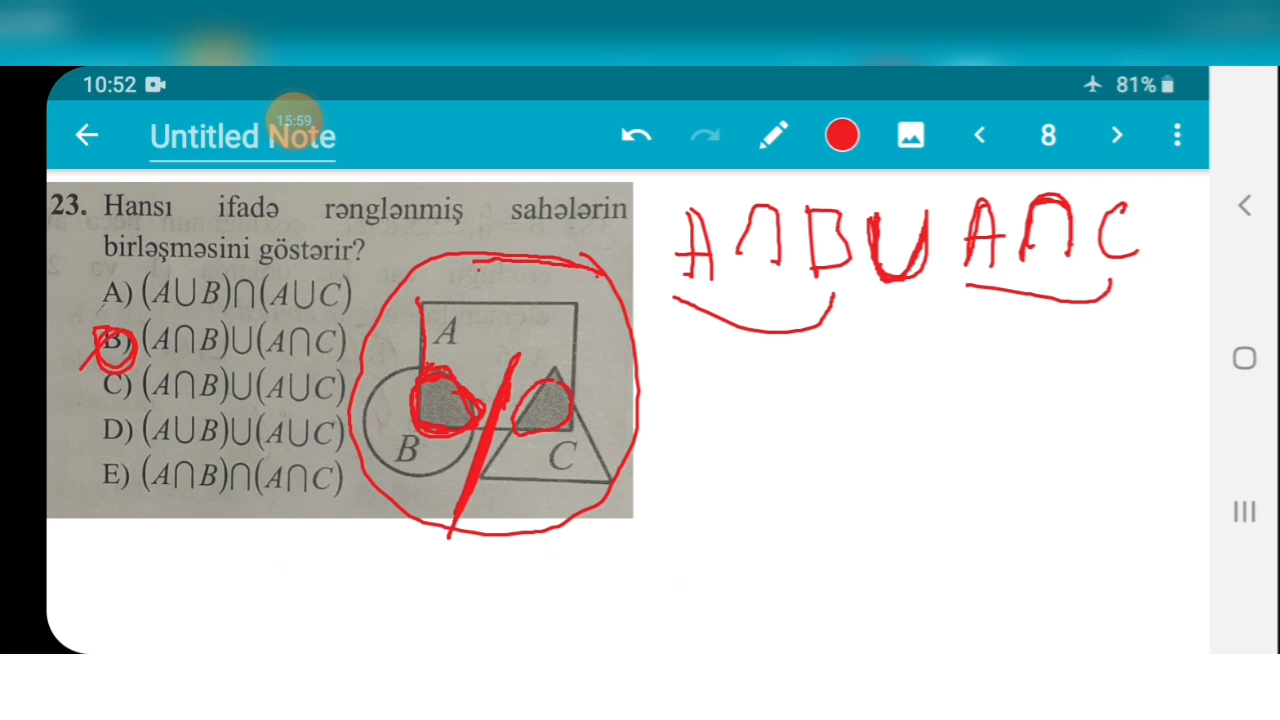 10:52
81%
Untitled Note
15:59
8
23. Hansı ifadə rənglənmiş sahələrin
birləşməsini göstərir?
A) (A∪B)∩(A∪C)
B) (A∩B)∪(A∩C)
C) (A∩B)∪(A∪C)
D) (A∪B)∪(A∪C)
E) (A∩B)∩(A∩C)
A
B
C
A∩B∪A∩C